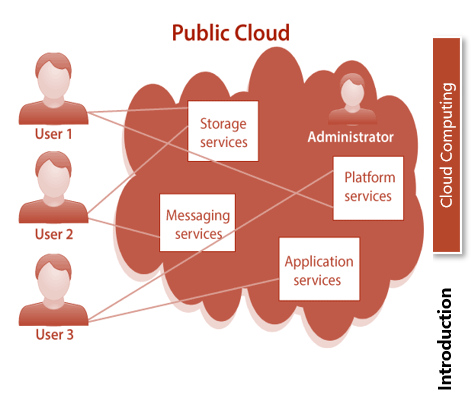 Public Cloud
User 1
User 2
User 3
Storage
services
Administrator
Platform
services
Messaging
services
Application
services
Cloud Computing
Introduction